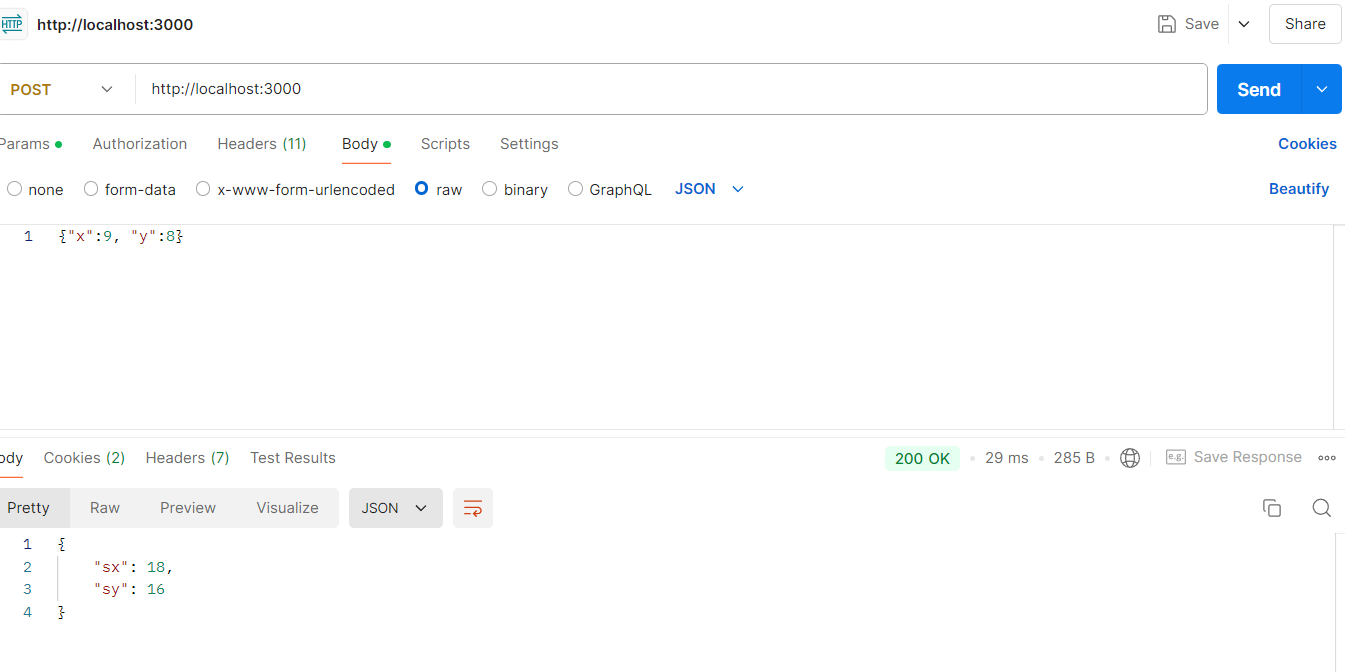 HTTP http://localhost:3000 Save Share
POST http://localhost:3000 Send
Params Authorization Headers (11) Body Scripts Settings Cookies
none form-data x-www-form-urlencoded raw binary GraphQL JSON Beautify
1 {"x":9, "y":8}
ody Cookies (2) Headers (7) Test Results 200 OK 29 ms 285 B e.g. Save Response
Pretty Raw Preview Visualize JSON
1 {
2 "sx": 18,
3 "sy": 16
4 }